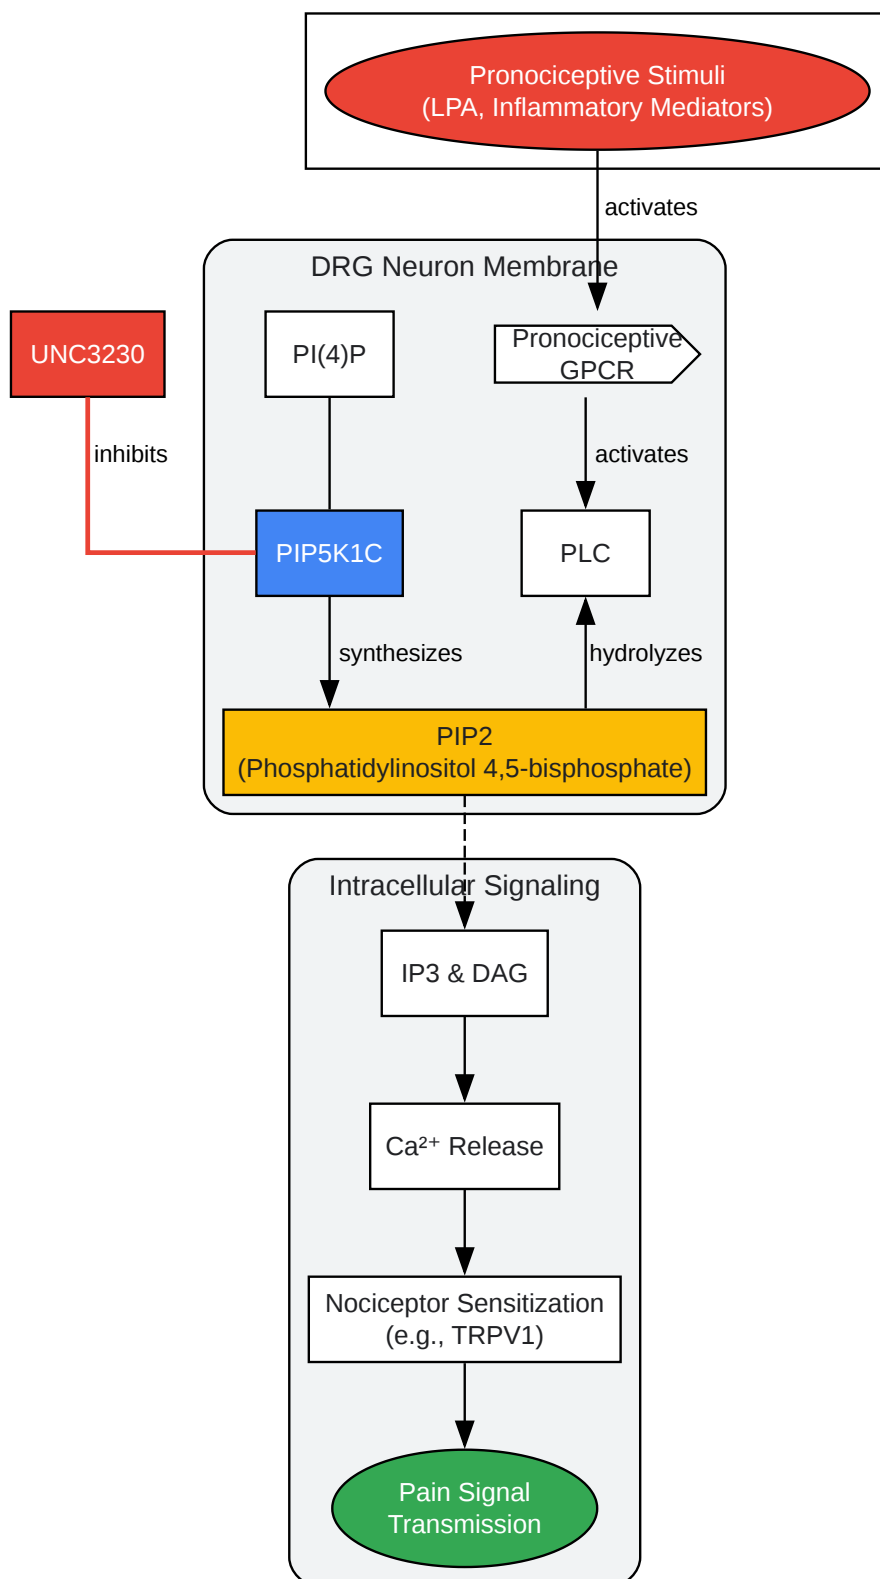 Pronociceptive Stimuli
(LPA, Inflammatory Mediators)
activates
DRG Neuron Membrane
UNC3230
PI(4)P
Pronociceptive
GPCR
inhibits
activates
PIP5K1C
PLC
synthesizes
hydrolyzes
PIP2
(Phosphatidylinositol 4,5-bisphosphate)
Intracellular Signaling
IP3 & DAG
Ca²⁺ Release
Nociceptor Sensitization
(e.g., TRPV1)
Pain Signal
Transmission